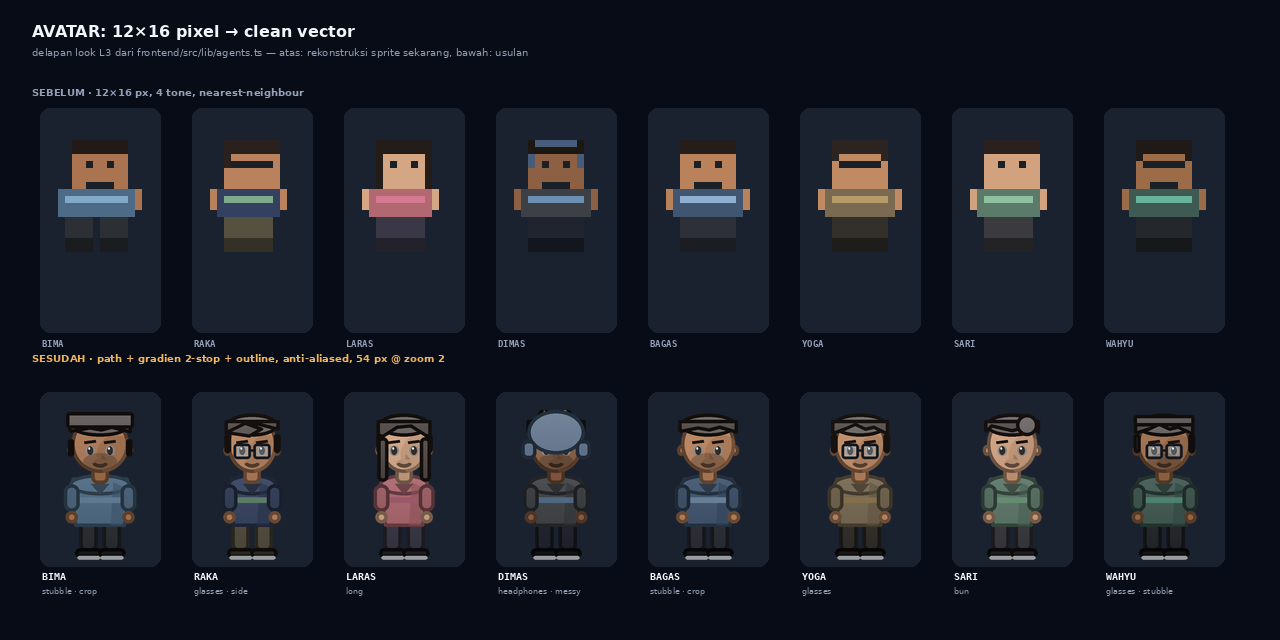 AVATAR: 12×16 pixel → clean vector
delapan look L3 dari frontend/src/lib/agents.ts — atas: rekonstruksi sprite sekarang, bawah: usulan
SEBELUM · 12×16 px, 4 tone, nearest-neighbour
BIMA RAKA LARAS DIMAS BAGAS YOGA SARI WAHYU
SESUDAH · path + gradien 2-stop + outline, anti-aliased, 54 px @ zoom 2
BIMA RAKA LARAS DIMAS BAGAS YOGA SARI WAHYU
stubble · crop glasses · side long headphones · messy stubble · crop glasses bun glasses · stubble